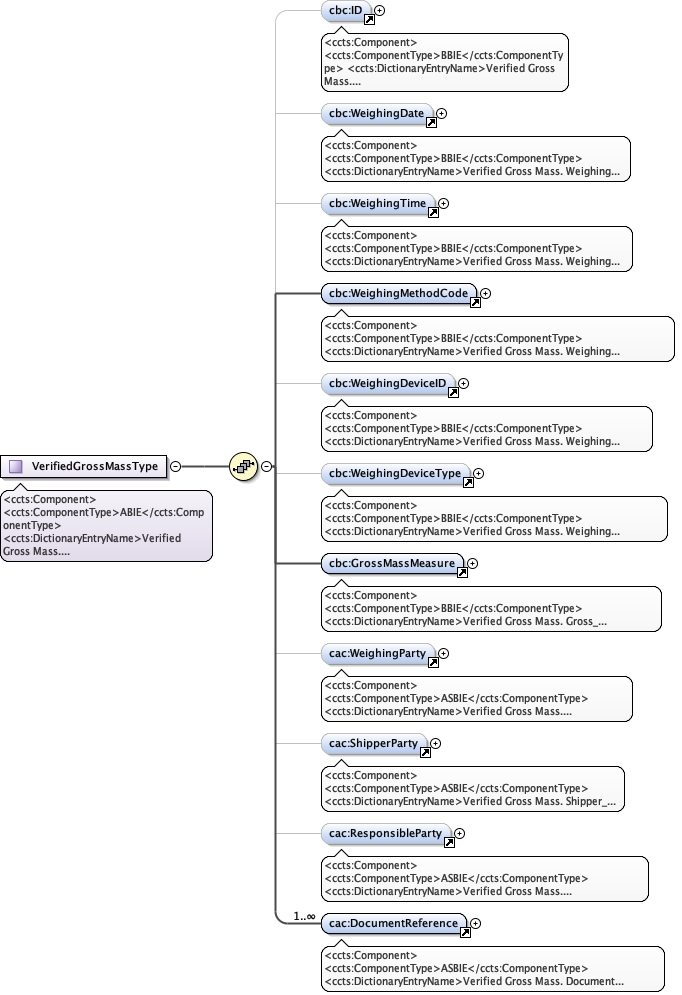 cbc:ID
<ccts:Component>
<ccts:ComponentType>BBIE</ccts:ComponentTy
pe> <ccts:DictionaryEntryName>Verified Gross
Mass....
cbc:WeighingDate
<ccts:Component>
<ccts:ComponentType>BBIE</ccts:ComponentType>
<ccts:DictionaryEntryName>Verified Gross Mass. Weighing...
cbc:WeighingTime
<ccts:Component>
<ccts:ComponentType>BBIE</ccts:ComponentType>
<ccts:DictionaryEntryName>Verified Gross Mass. Weighing...
cbc:WeighingMethodCode
<ccts:Component>
<ccts:ComponentType>BBIE</ccts:ComponentType>
<ccts:DictionaryEntryName>Verified Gross Mass. Weighing...
cbc:WeighingDeviceID
<ccts:Component>
<ccts:ComponentType>BBIE</ccts:ComponentType>
<ccts:DictionaryEntryName>Verified Gross Mass. Weighing...
VerifiedGrossMassType
<ccts:Component>
<ccts:ComponentType>ABIE</ccts:Comp
onentType>
<ccts:DictionaryEntryName>Verified
Gross Mass....
cbc:WeighingDeviceType
<ccts:Component>
<ccts:ComponentType>BBIE</ccts:ComponentType>
<ccts:DictionaryEntryName>Verified Gross Mass. Weighing...
cbc:GrossMassMeasure
<ccts:Component>
<ccts:ComponentType>BBIE</ccts:ComponentType>
<ccts:DictionaryEntryName>Verified Gross Mass. Gross_...
cac:WeighingParty
<ccts:Component>
<ccts:ComponentType>ASBIE</ccts:ComponentType>
<ccts:DictionaryEntryName>Verified Gross Mass....
cac:ShipperParty
<ccts:Component>
<ccts:ComponentType>ASBIE</ccts:ComponentType>
<ccts:DictionaryEntryName>Verified Gross Mass. Shipper_...
cac:ResponsibleParty
<ccts:Component>
<ccts:ComponentType>ASBIE</ccts:ComponentType>
<ccts:DictionaryEntryName>Verified Gross Mass....
1..∞
cac:DocumentReference
<ccts:Component>
<ccts:ComponentType>ASBIE</ccts:ComponentType>
<ccts:DictionaryEntryName>Verified Gross Mass. Document...